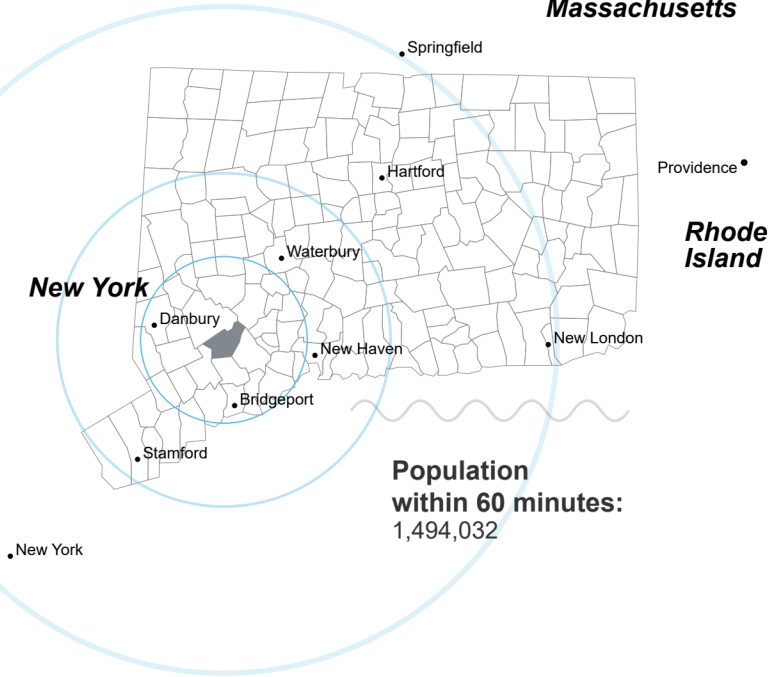 Massachusetts
Springfield
Providence
Hartford
Rhode
Island
Waterbury
New York
Danbury
New London
New Haven
Bridgeport
Stamford
Population
within 60 minutes:
1,494,032
New York